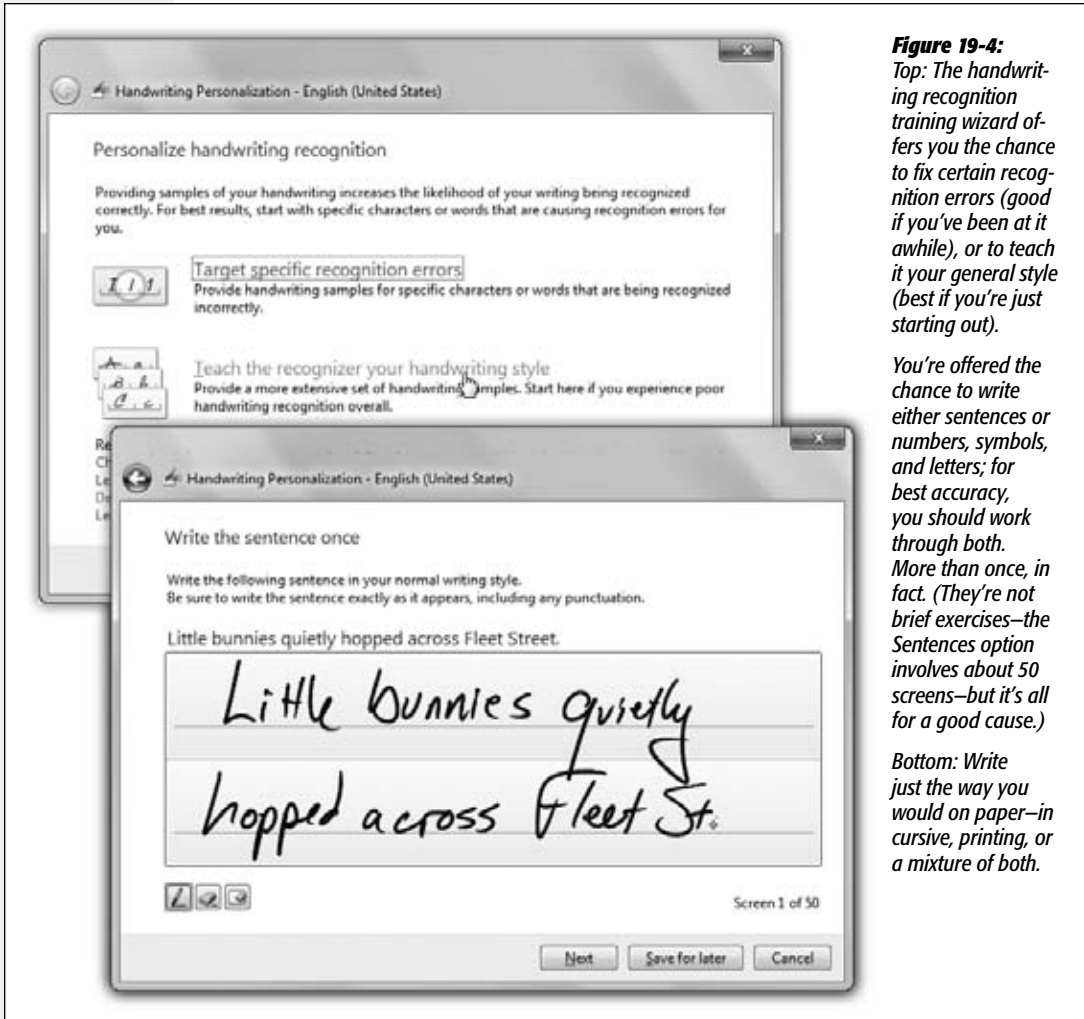 Handwriting Personalization - English (United States)
Personalize handwriting recognition
Providing samples of your handwriting increases the likelihood of your writing being recognized
correctly. For best results, start with specific characters or words that are causing recognition errors for
you.
Target specific recognition errors
Provide handwriting samples for specific characters or words that are being recognized
incorrectly.
Teach the recognizer your handwriting style
Provide a more extensive set of handwriting samples. Start here if you experience poor
handwriting recognition overall.
Re
Ch
Le
De
Le
Handwriting Personalization - English (United States)
Write the sentence once
Write the following sentence in your normal writing style.
Be sure to write the sentence exactly as it appears, including any punctuation.
Little bunnies quietly hopped across Fleet Street.
Little bunnies quietly
hopped across Fleet St.
Screen 1 of 50
Next Save for later Cancel
Figure 19-4:
Top: The handwrit-
ing recognition
training wizard of-
fers you the chance
to fix certain recog-
nition errors (good
if you've been at it
awhile), or to teach
it your general style
(best if you're just
starting out).
You're offered the
chance to write
either sentences or
numbers, symbols,
and letters; for
best accuracy,
you should work
through both.
More than once, in
fact. (They're not
brief exercises—the
Sentences option
involves about 50
screens—but it's all
for a good cause.)
Bottom: Write
just the way you
would on paper—in
cursive, printing, or
a mixture of both.